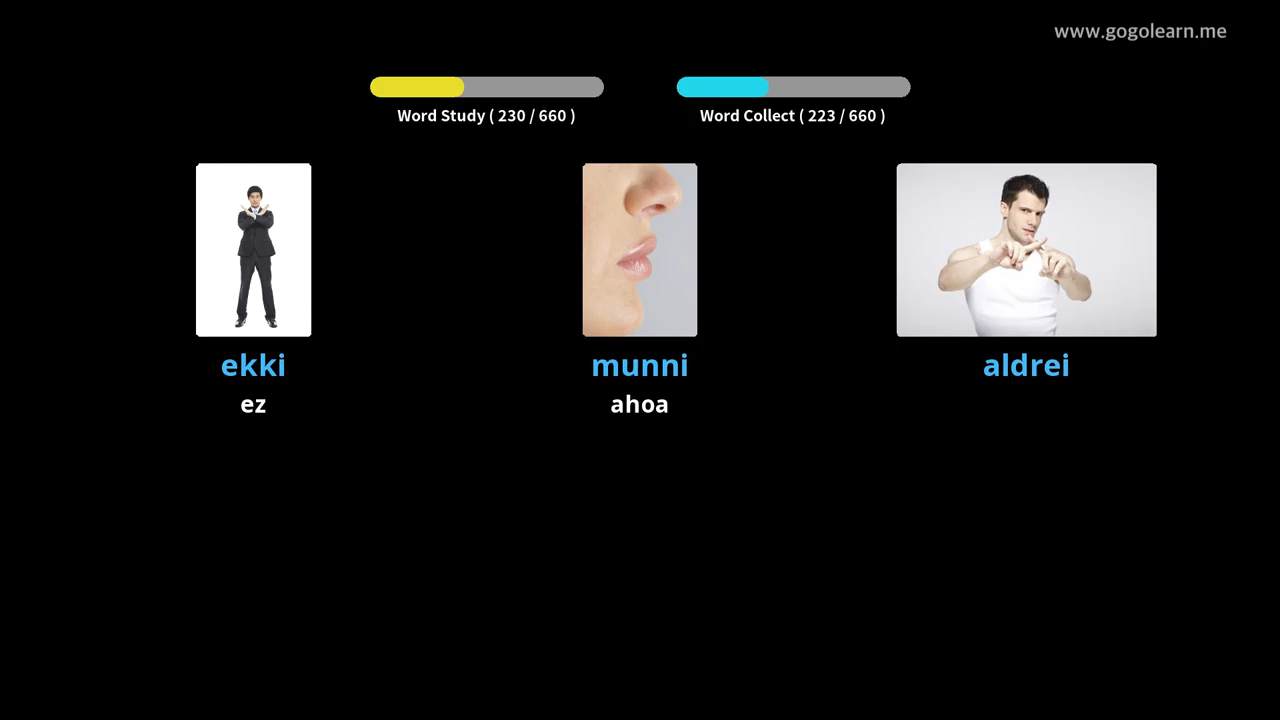 www.gogolearn.me
Word Study ( 230 / 660 )
Word Collect ( 223 / 660 )
ekki
munni
aldrei
ez
ahoa